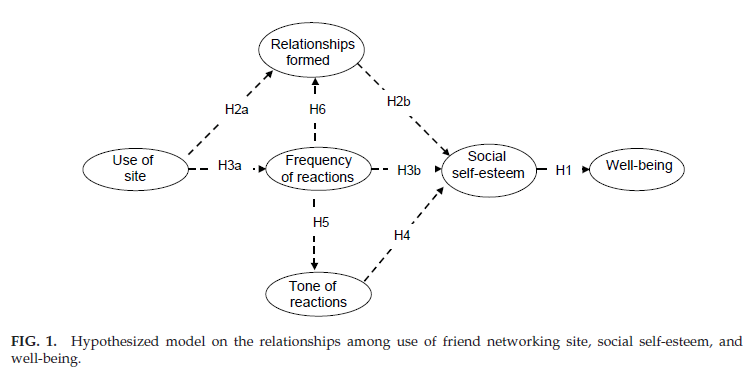 Relationships
formed
H2a
H6
H2b
Use of
site
H3a
Frequency
of reactions
H3b
Social
self-esteem
H1
Well-being
H5
H4
Tone of
reactions
FIG. 1. Hypothesized model on the relationships among use of friend networking site, social self-esteem, and
well-being.